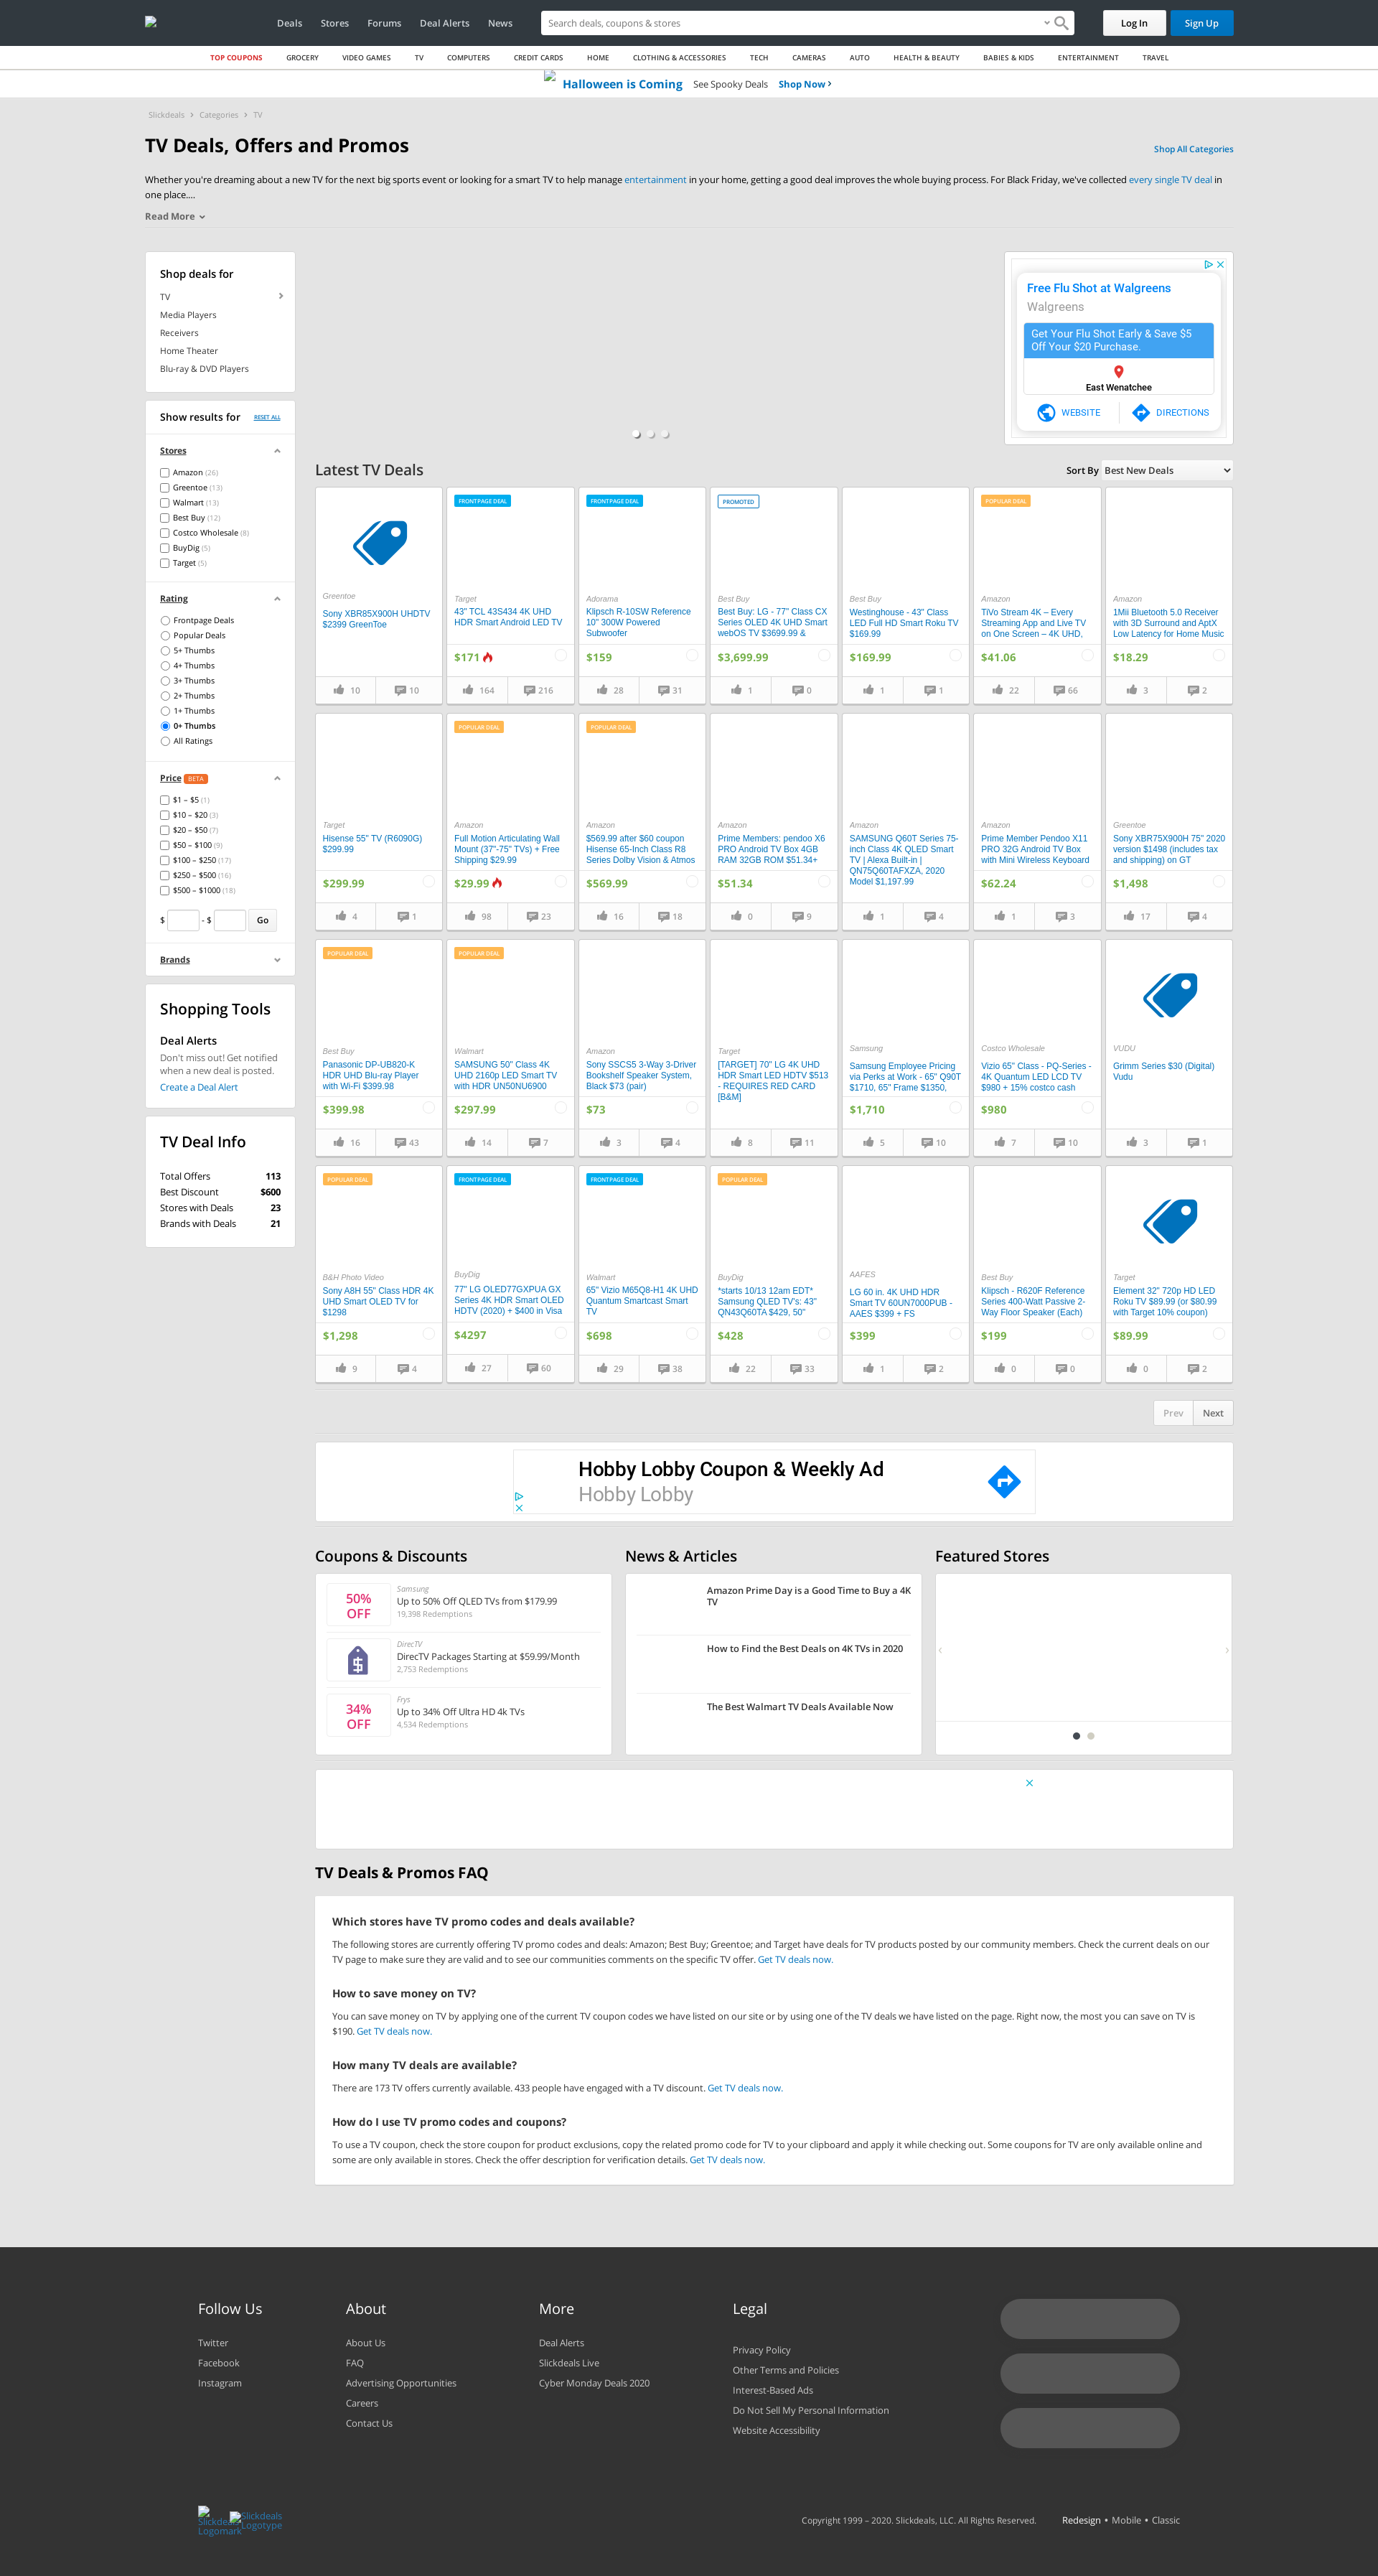 Deals
Stores
Forums
Deal Alerts
News
Search deals, coupons & stores
Log In
Sign Up
TOP COUPONS
GROCERY
VIDEO GAMES
TV
COMPUTERS
CREDIT CARDS
HOME
CLOTHING & ACCESSORIES
TECH
CAMERAS
AUTO
HEALTH & BEAUTY
BABIES & KIDS
ENTERTAINMENT
TRAVEL
Halloween is Coming See Spooky Deals Shop Now
Slickdeals > Categories > TV
TV Deals, Offers and Promos
Shop All Categories
Whether you're dreaming about a new TV for the next big sports event or looking for a smart TV to help manage entertainment in your home, getting a good deal improves the whole buying process. For Black Friday, we've collected every single TV deal in
one place....
Read More
Shop deals for
TV
Media Players
Receivers
Home Theater
Blu-ray & DVD Players
Show results for
RESET ALL
Stores
Amazon (26)
Greentoe (13)
Walmart (13)
Best Buy (12)
Costco Wholesale (8)
BuyDig (5)
Target (5)
Rating
Frontpage Deals
Popular Deals
5+ Thumbs
4+ Thumbs
3+ Thumbs
2+ Thumbs
1+ Thumbs
0+ Thumbs
All Ratings
Price BETA
$1 – $5 (1)
$10 – $20 (3)
$20 – $50 (7)
$50 – $100 (9)
$100 – $250 (17)
$250 – $500 (16)
$500 – $1000 (18)
$ - $ Go
Brands
Shopping Tools
Deal Alerts
Don't miss out! Get notified
when a new deal is posted.
Create a Deal Alert
TV Deal Info
Total Offers 113
Best Discount $600
Stores with Deals 23
Brands with Deals 21
Free Flu Shot at Walgreens
Walgreens
Get Your Flu Shot Early & Save $5
Off Your $20 Purchase.
East Wenatchee
WEBSITE
DIRECTIONS
Latest TV Deals
Sort By Best New Deals
Greentoe
Sony XBR85X900H UHDTV
$2399 GreenToe
10 10
FRONTPAGE DEAL
Target
43" TCL 43S434 4K UHD
HDR Smart Android LED TV
$171
164 216
FRONTPAGE DEAL
Adorama
Klipsch R-10SW Reference
10" 300W Powered
Subwoofer
$159
28 31
PROMOTED
Best Buy
Best Buy: LG - 77" Class CX
Series OLED 4K UHD Smart
webOS TV $3699.99 &
$3,699.99
1 0
Best Buy
Westinghouse - 43" Class
LED Full HD Smart Roku TV
$169.99
$169.99
1 1
POPULAR DEAL
Amazon
TiVo Stream 4K – Every
Streaming App and Live TV
on One Screen – 4K UHD,
$41.06
22 66
Amazon
1Mii Bluetooth 5.0 Receiver
with 3D Surround and AptX
Low Latency for Home Music
$18.29
3 2
Target
Hisense 55" TV (R6090G)
$299.99
$299.99
4 1
POPULAR DEAL
Amazon
Full Motion Articulating Wall
Mount (37"-75" TVs) + Free
Shipping $29.99
$29.99
98 23
POPULAR DEAL
Amazon
$569.99 after $60 coupon
Hisense 65-Inch Class R8
Series Dolby Vision & Atmos
$569.99
16 18
Amazon
Prime Members: pendoo X6
PRO Android TV Box 4GB
RAM 32GB ROM $51.34+
$51.34
0 9
Amazon
SAMSUNG Q60T Series 75-
inch Class 4K QLED Smart
TV | Alexa Built-in |
QN75Q60TAFXZA, 2020
Model $1,197.99
1 4
Amazon
Prime Member Pendoo X11
PRO 32G Android TV Box
with Mini Wireless Keyboard
$62.24
1 3
Greentoe
Sony XBR75X900H 75" 2020
version $1498 (includes tax
and shipping) on GT
$1,498
17 4
POPULAR DEAL
Best Buy
Panasonic DP-UB820-K
HDR UHD Blu-ray Player
with Wi-Fi $399.98
$399.98
16 43
POPULAR DEAL
Walmart
SAMSUNG 50" Class 4K
UHD 2160p LED Smart TV
with HDR UN50NU6900
$297.99
14 7
Amazon
Sony SSCS5 3-Way 3-Driver
Bookshelf Speaker System,
Black $73 (pair)
$73
3 4
Target
[TARGET] 70" LG 4K UHD
HDR Smart LED HDTV $513
- REQUIRES RED CARD
[B&M]
8 11
Samsung
Samsung Employee Pricing
via Perks at Work - 65" Q90T
$1710, 65" Frame $1350,
$1,710
5 10
Costco Wholesale
Vizio 65" Class - PQ-Series -
4K Quantum LED LCD TV
$980 + 15% costco cash
$980
7 10
VUDU
Grimm Series $30 (Digital)
Vudu
3 1
POPULAR DEAL
B&H Photo Video
Sony A8H 55" Class HDR 4K
UHD Smart OLED TV for
$1298
$1,298
9 4
FRONTPAGE DEAL
BuyDig
77" LG OLED77GXPUA GX
Series 4K HDR Smart OLED
HDTV (2020) + $400 in Visa
$4297
27 60
FRONTPAGE DEAL
Walmart
65" Vizio M65Q8-H1 4K UHD
Quantum Smartcast Smart
TV
$698
29 38
POPULAR DEAL
BuyDig
*starts 10/13 12am EDT*
Samsung QLED TV's: 43"
QN43Q60TA $429, 50"
$428
22 33
AAFES
LG 60 in. 4K UHD HDR
Smart TV 60UN7000PUB -
AAES $399 + FS
$399
1 2
Best Buy
Klipsch - R620F Reference
Series 400-Watt Passive 2-
Way Floor Speaker (Each)
$199
0 0
Target
Element 32" 720p HD LED
Roku TV $89.99 (or $80.99
with Target 10% coupon)
$89.99
0 2
Prev Next
Hobby Lobby Coupon & Weekly Ad
Hobby Lobby
Coupons & Discounts
50%
OFF
Samsung
Up to 50% Off QLED TVs from $179.99
19,398 Redemptions
DirecTV
DirecTV Packages Starting at $59.99/Month
2,753 Redemptions
34%
OFF
Frys
Up to 34% Off Ultra HD 4k TVs
4,534 Redemptions
News & Articles
Amazon Prime Day is a Good Time to Buy a 4K
TV
How to Find the Best Deals on 4K TVs in 2020
The Best Walmart TV Deals Available Now
Featured Stores
TV Deals & Promos FAQ
Which stores have TV promo codes and deals available?
The following stores are currently offering TV promo codes and deals: Amazon; Best Buy; Greentoe; and Target have deals for TV products posted by our community members. Check the current deals on our
TV page to make sure they are valid and to see our communities comments on the specific TV offer. Get TV deals now.
How to save money on TV?
You can save money on TV by applying one of the current TV coupon codes we have listed on our site or by using one of the TV deals we have listed on the page. Right now, the most you can save on TV is
$190. Get TV deals now.
How many TV deals are available?
There are 173 TV offers currently available. 433 people have engaged with a TV discount. Get TV deals now.
How do I use TV promo codes and coupons?
To use a TV coupon, check the store coupon for product exclusions, copy the related promo code for TV to your clipboard and apply it while checking out. Some coupons for TV are only available online and
some are only available in stores. Check the offer description for verification details. Get TV deals now.
Follow Us
Twitter
Facebook
Instagram
About
About Us
FAQ
Advertising Opportunities
Careers
Contact Us
More
Deal Alerts
Slickdeals Live
Cyber Monday Deals 2020
Legal
Privacy Policy
Other Terms and Policies
Interest-Based Ads
Do Not Sell My Personal Information
Website Accessibility
Slickdeals
Logomark
Slickdeals
Logotype
Copyright 1999 – 2020. Slickdeals, LLC. All Rights Reserved.
Redesign • Mobile • Classic